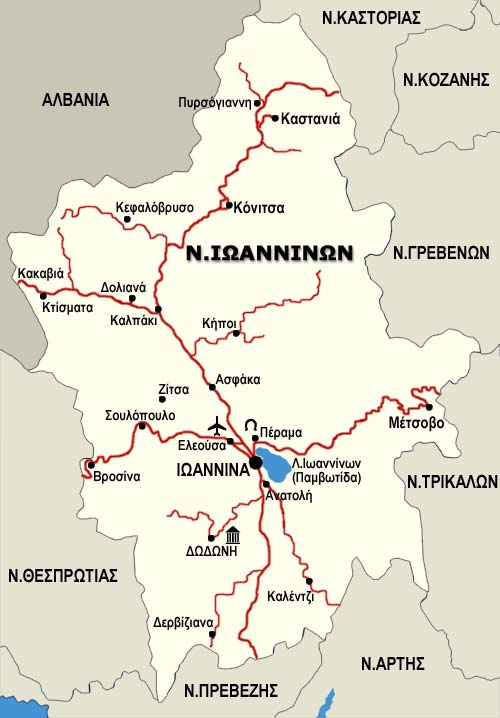 Ν.ΚΑΣΤΟΡΙΑΣ
Ν.ΚΟΖΑΝΗΣ
ΑΛΒΑΝΙΑ
Πυρσόγιαννη
Καστανιά
Κεφαλόβρυσο
Κόνιτσα
Ν.ΙΩΑΝΝΙΝΩΝ
Ν.ΓΡΕΒΕΝΩΝ
Κακαβιά
Δολιανά
Κτίσματα
Καλπάκι
Κήποι
Ασφάκα
Ζίτσα
Σουλόπουλο
Μέτσοβο
Πέραμα
Ελεούσα
Βροσίνα
ΙΩΑΝΝΙΝΑ
Λ.Ιωαννίνων
(Παμβωτίδα)
Ν.ΤΡΙΚΑΛΩΝ
Ανατολή
ΔΩΔΩΝΗ
Ν.ΘΕΣΠΡΩΤΙΑΣ
Καλέντζι
Δερβίζιανα
Ν.ΑΡΤΗΣ
Ν.ΠΡΕΒΕΖΗΣ